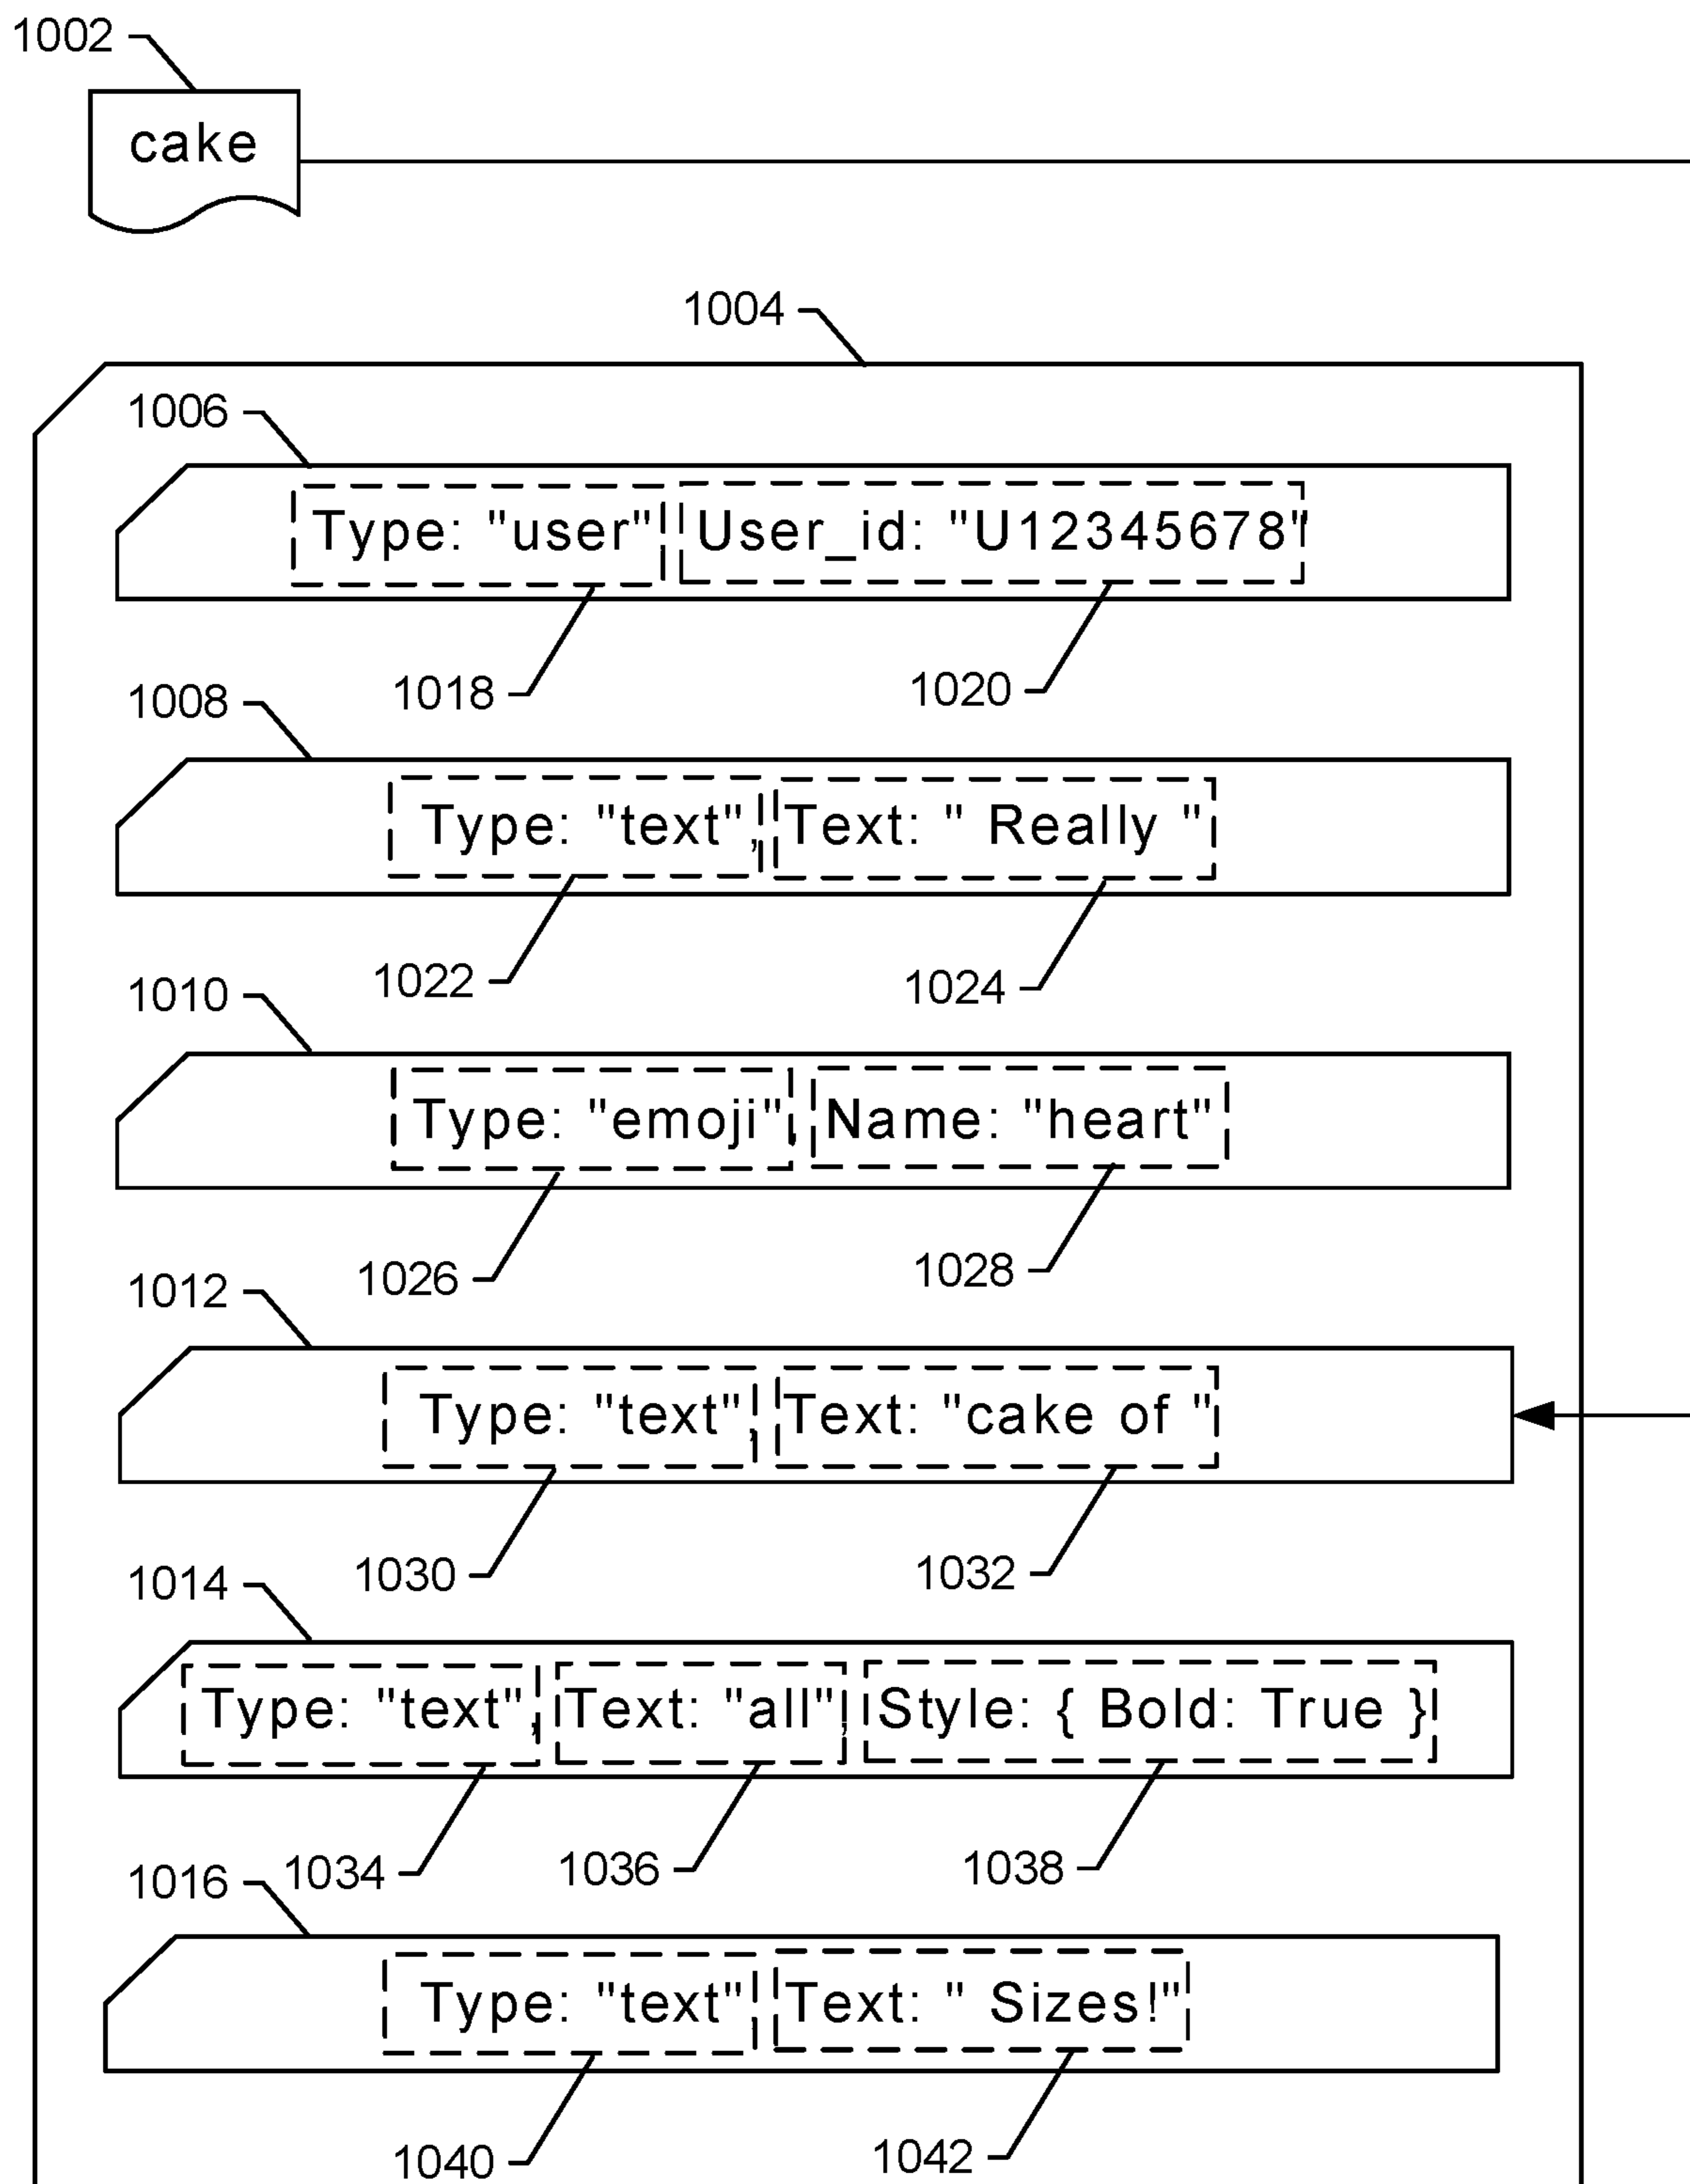 1002
cake
1004
1006
Type: "user" User_id: "U12345678"
1018 1020
1008
Type: "text", Text: " Really "
1022 1024
1010
Type: "emoji", Name: "heart"
1026 1028
1012
Type: "text", Text: "cake of "
1030 1032
1014
Type: "text", Text: "all", Style: { Bold: True }
1034 1036 1038
1016
Type: "text", Text: " Sizes!"
1040 1042